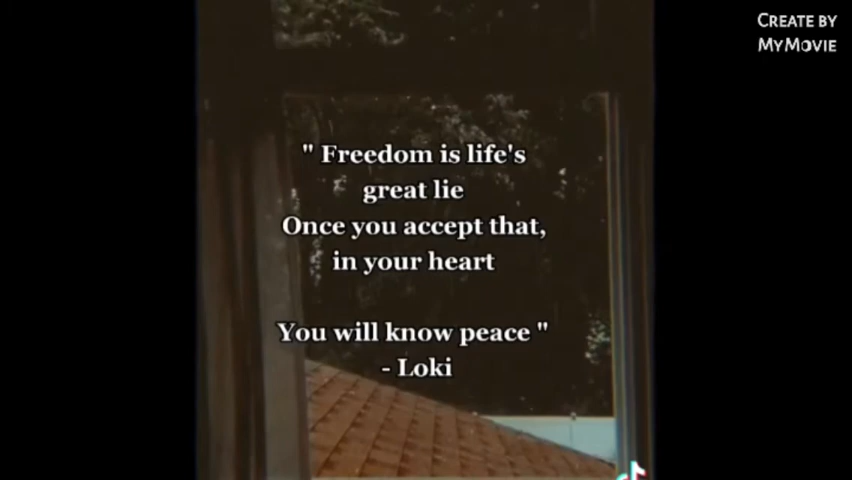 CREATE BY
MYMOVIE
" Freedom is life's
great lie
Once you accept that,
in your heart
You will know peace "
- Loki